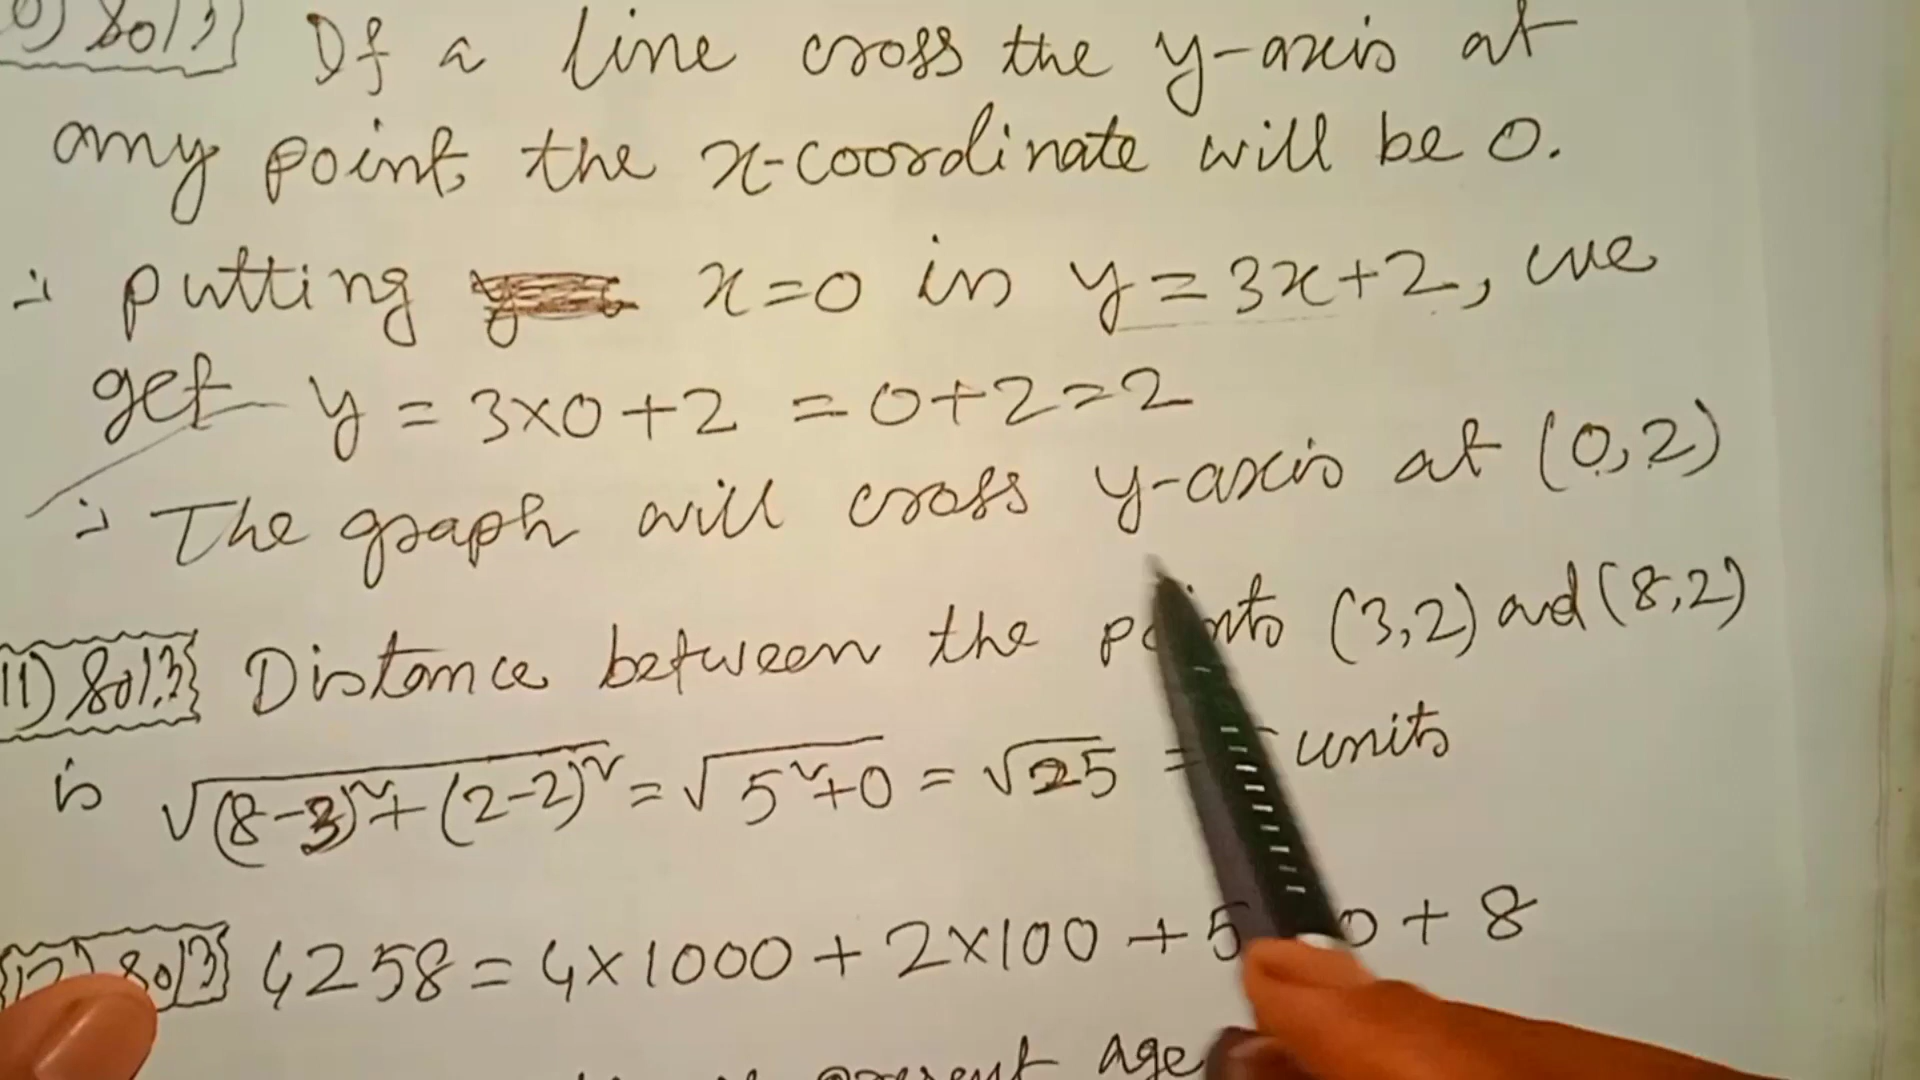 If a line cross the y-axis at
any point, the x-coordinate will be 0.
∴ putting x=0 in y=3x+2, we
get y = 3×0+2 = 0+2=2
∴ The graph will cross y-axis at (0,2)
11) Sol? Distance between the points (3,2) and (8,2)
is √(8-3)²+(2-2)² = √5²+0 = √25 = units
12) Sol? 4258 = 4×1000 + 2×100 + 5 0 + 8
present age